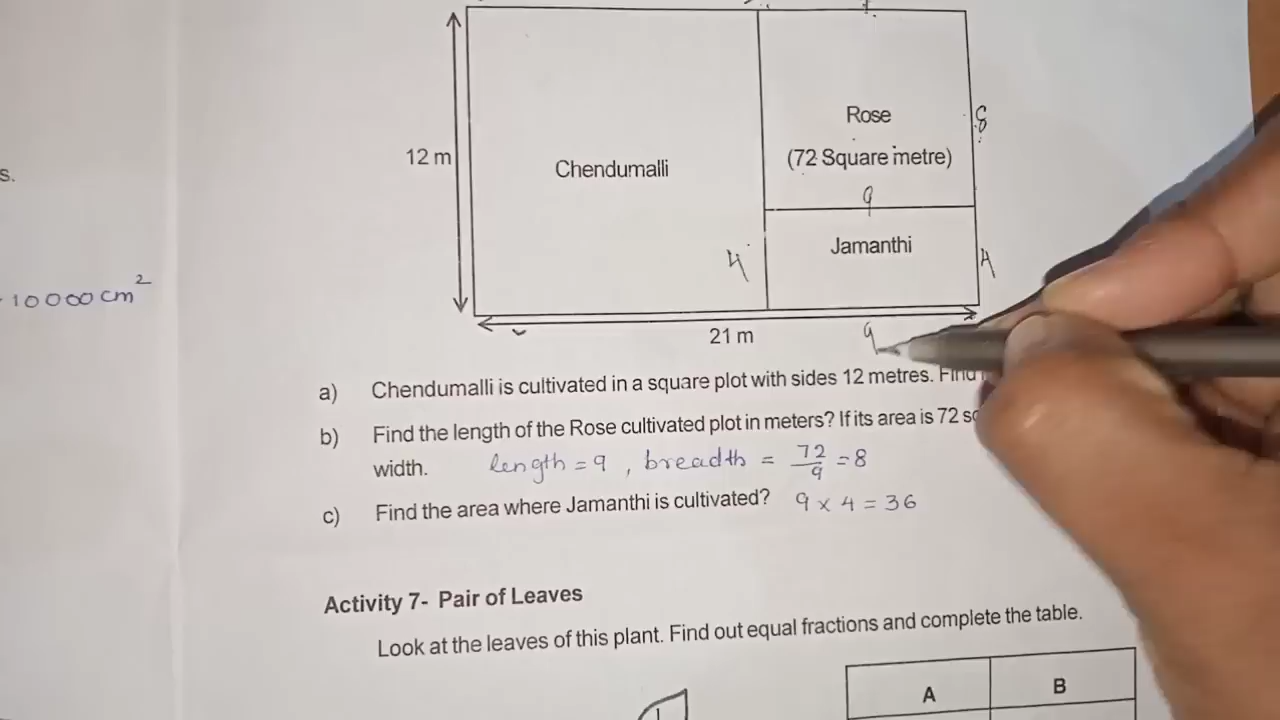 Rose
8
12 m
Chendumalli
(72 Square metre)
s.
9
Jamanthi
4
4
10000 cm²
21 m
9
a) Chendumalli is cultivated in a square plot with sides 12 metres. Find
b) Find the length of the Rose cultivated plot in meters? If its area is 72
width. length = 9 , breadth = 72/9 = 8
c) Find the area where Jamanthi is cultivated? 9 x 4 = 36
Activity 7- Pair of Leaves
Look at the leaves of this plant. Find out equal fractions and complete the table.
A B